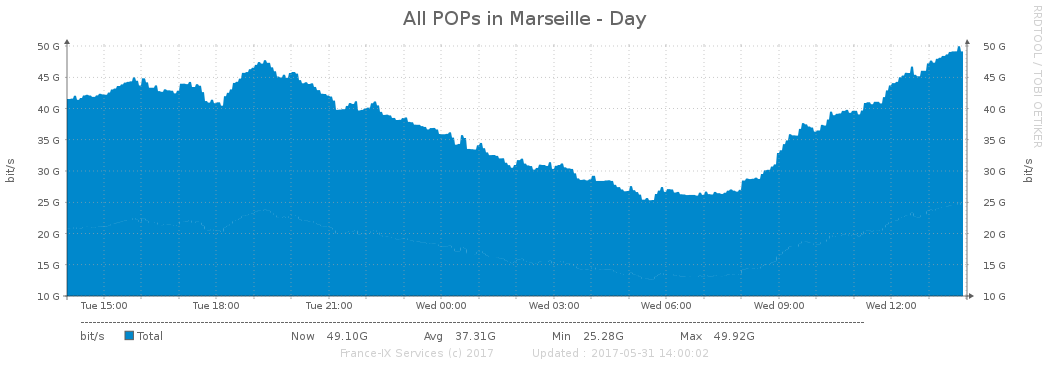 All POPs in Marseille - Day
RRDTOOL / TOBI OETIKER
50 G 50 G
45 G 45 G
40 G 40 G
35 G 35 G
30 G 30 G
25 G 25 G
20 G 20 G
15 G 15 G
10 G 10 G
bit/s bit/s
Tue 15:00 Tue 18:00 Tue 21:00 Wed 00:00 Wed 03:00 Wed 06:00 Wed 09:00 Wed 12:00
bit/s Total Now 49.10G Avg 37.31G Min 25.28G Max 49.92G
France-IX Services (c) 2017 Updated : 2017-05-31 14:00:02